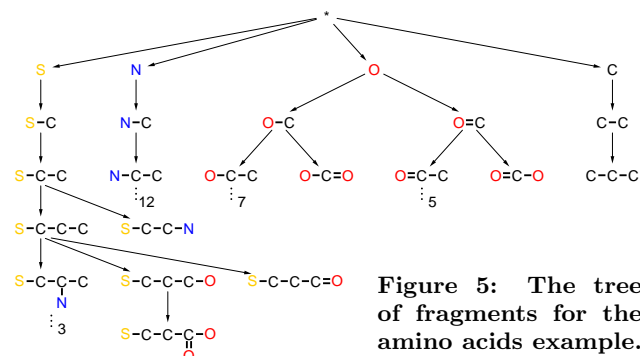 *
S N O C
S-C N-C O-C O=C C-C
S-C-C N-C-C O-C-C O-C=O O=C-C O=C-O C-C-C
⋮12 ⋮7 ⋮5
S-C-C-C S-C-C-N
S-C-C-C S-C-C-O S-C-C-C=O
N
⋮3
S-C-C-O
O
Figure 5: The tree
of fragments for the
amino acids example.